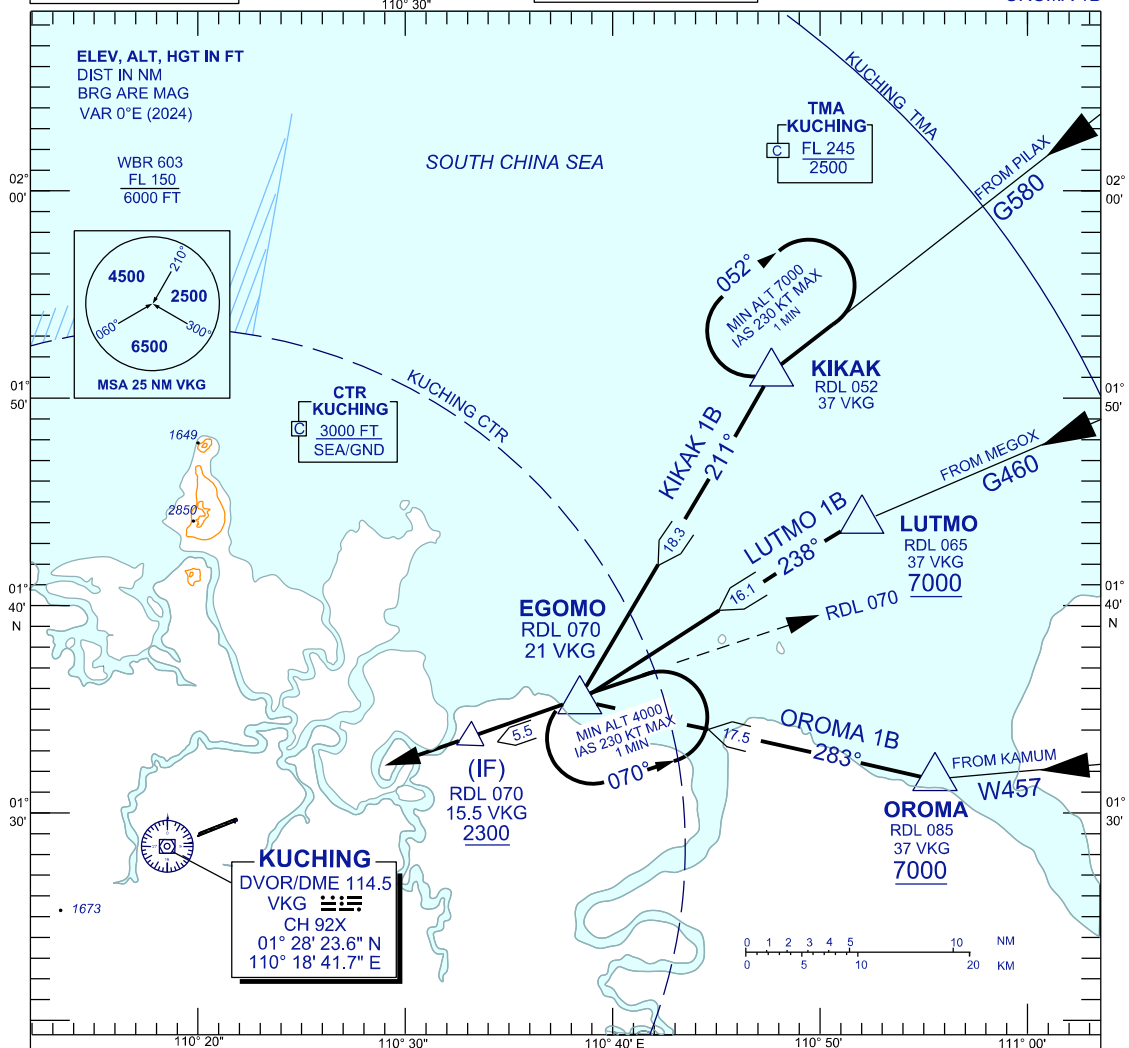 110° 30'
ELEV, ALT, HGT IN FT
DIST IN NM
BRG ARE MAG
VAR 0°E (2024)
WBR 603
FL 150
6000 FT
SOUTH CHINA SEA
TMA
KUCHING
C
FL 245
2500
KUCHING TMA
FROM PILAX
G580
02°
00'
02°
00'
4500
210°
2500
060°
300°
6500
MSA 25 NM VKG
052°
MIN ALT 7000
IAS 230 KT MAX
1 MIN
KIKAK
RDL 052
37 VKG
01°
50'
01°
50'
CTR
KUCHING
C
3000 FT
SEA/GND
KUCHING CTR
1649
2850
KIKAK 1B
211°
18.3
FROM MEGOX
G460
LUTMO 1B
238°
16.1
LUTMO
RDL 065
37 VKG
7000
01°
40'
N
01°
40'
N
EGOMO
RDL 070
21 VKG
RDL 070
MIN ALT 4000
IAS 230 KT MAX
1 MIN
070°
5.5
17.5
OROMA 1B
283°
FROM KAMUM
W457
(IF)
RDL 070
15.5 VKG
2300
OROMA
RDL 085
37 VKG
7000
01°
30'
01°
30'
KUCHING
DVOR/DME 114.5
VKG
CH 92X
01° 28' 23.6" N
110° 18' 41.7" E
1673
0 1 2 3 4 5 10 NM
0 5 10 20 KM
110° 20'
110° 30'
110° 40'
110° 50'
111° 00'